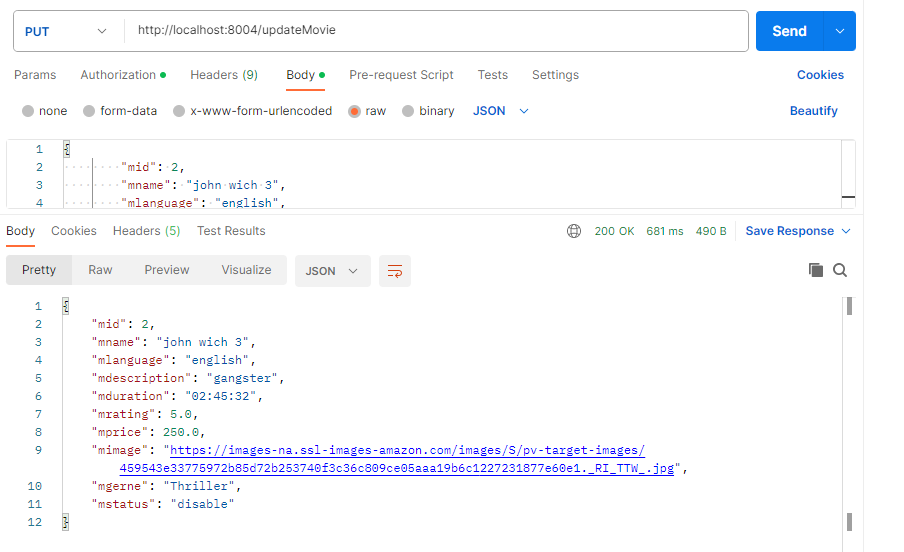 PUT http://localhost:8004/updateMovie Send
Params Authorization Headers (9) Body Pre-request Script Tests Settings Cookies
none form-data x-www-form-urlencoded raw binary JSON Beautify
1 {
2 "mid": 2,
3 "mname": "john wich 3",
4 "mlanguage": "english",
Body Cookies Headers (5) Test Results 200 OK 681 ms 490 B Save Response
Pretty Raw Preview Visualize JSON
1 {
2 "mid": 2,
3 "mname": "john wich 3",
4 "mlanguage": "english",
5 "mdescription": "gangster",
6 "mduration": "02:45:32",
7 "mrating": 5.0,
8 "mprice": 250.0,
9 "mimage": "https://images-na.ssl-images-amazon.com/images/S/pv-target-images/
459543e33775972b85d72b253740f3c36c809ce05aaa19b6c1227231877e60e1._RI_TTW_.jpg",
10 "mgerne": "Thriller",
11 "mstatus": "disable"
12 }